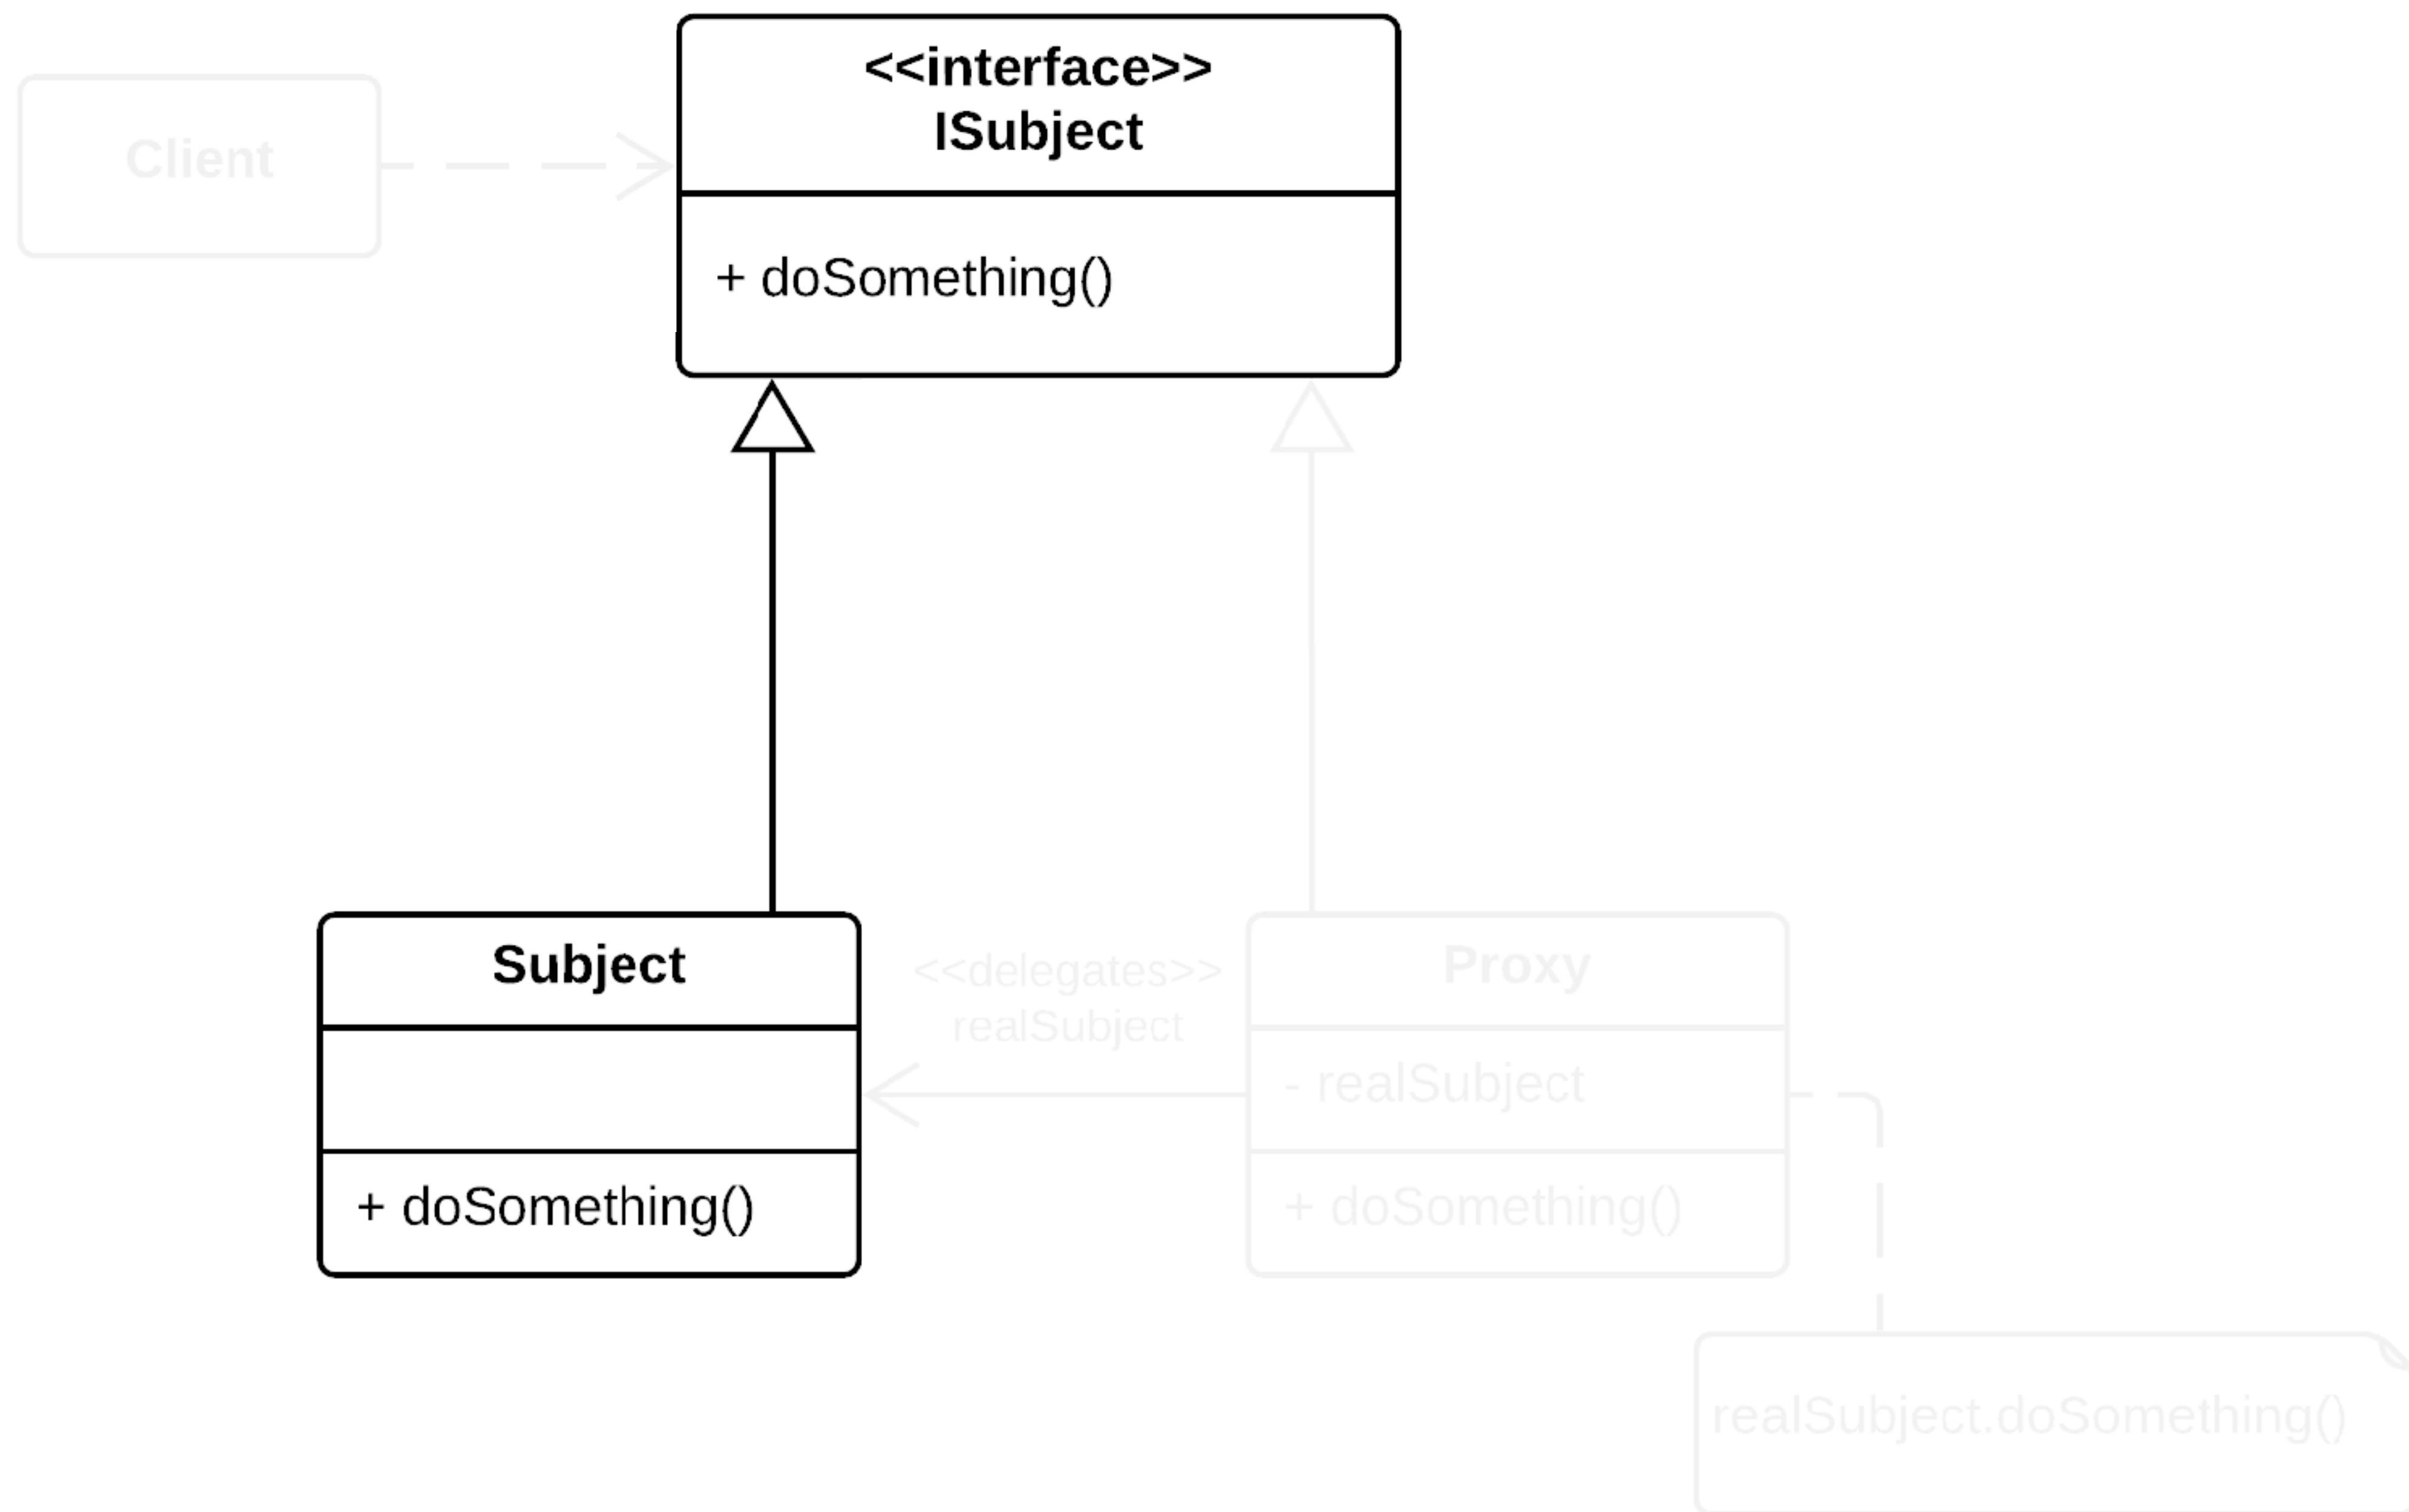 <<interface>>
ISubject
Client
+ doSomething()
Subject
+ doSomething()
<<delegates>>
realSubject
Proxy
- realSubject
+ doSomething()
realSubject.doSomething()